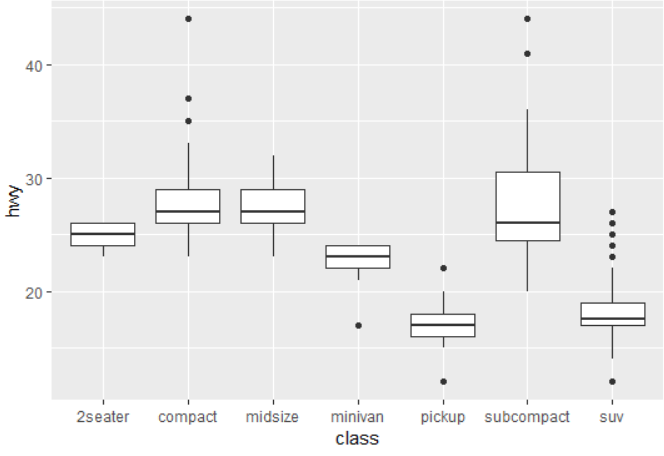 40
30
20
hwy
2seater compact midsize minivan pickup subcompact suv
class